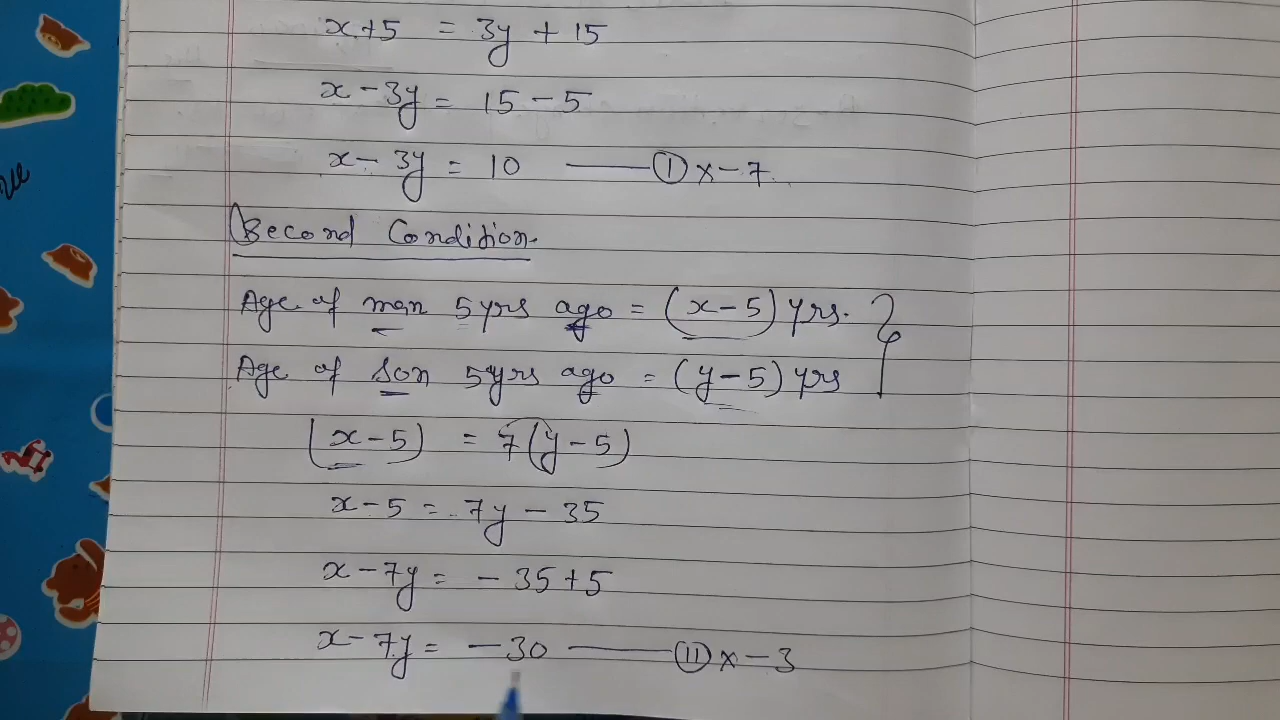 x+5 = 3y + 15
x - 3y = 15 - 5
x - 3y = 10 —— (I) x - 7
Second Condition.
Age of man 5 yrs ago = (x-5) yrs.
Age of Son 5yrs ago = (y-5) yrs
(x-5) = 7(y-5)
x-5 = 7y - 35
x-7y = -35+5
x-7y = -30 —— (II) x - 3